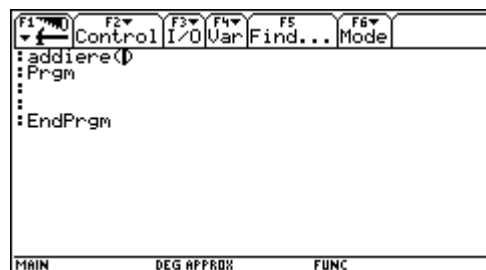 F1 F2 Control F3 I/O F4 Var F5 Find... F6 Mode
:addiere()
:Prgm
:
:
:EndPrgm
MAIN DEG APPROX FUNC